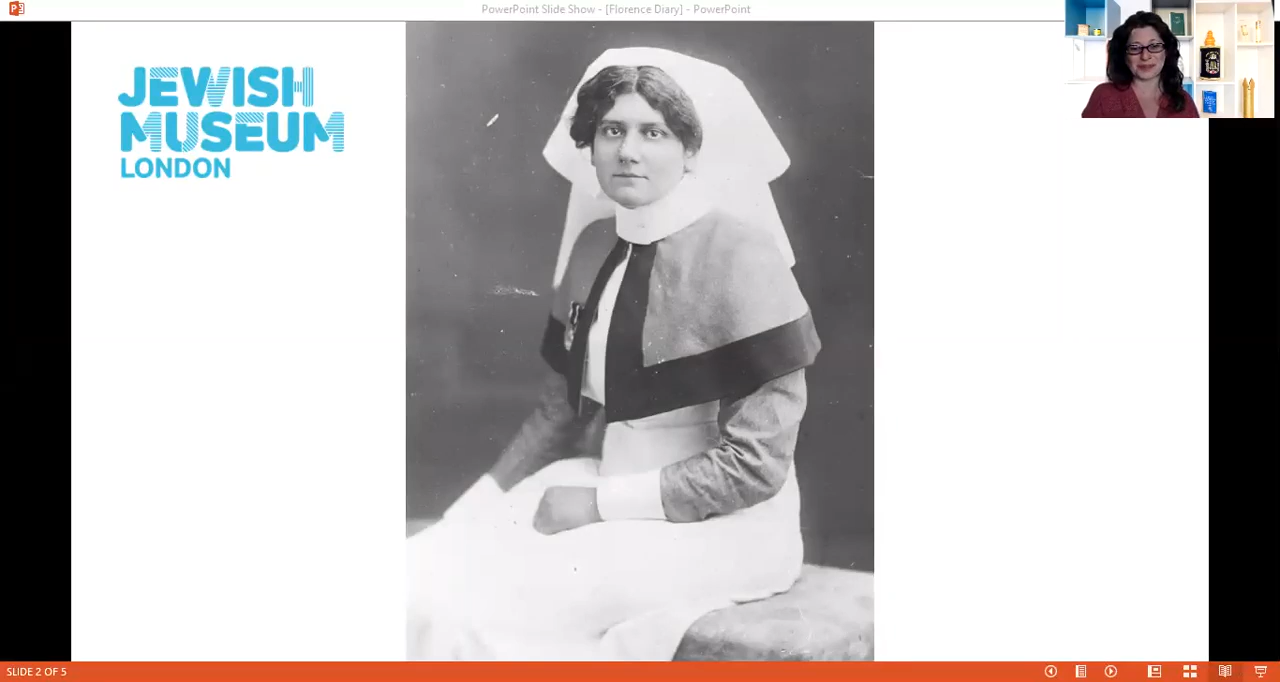 PowerPoint Slide Show - [Florence Diary] - PowerPoint
JEWISH
MUSEUM
LONDON
SLIDE 2 OF 5